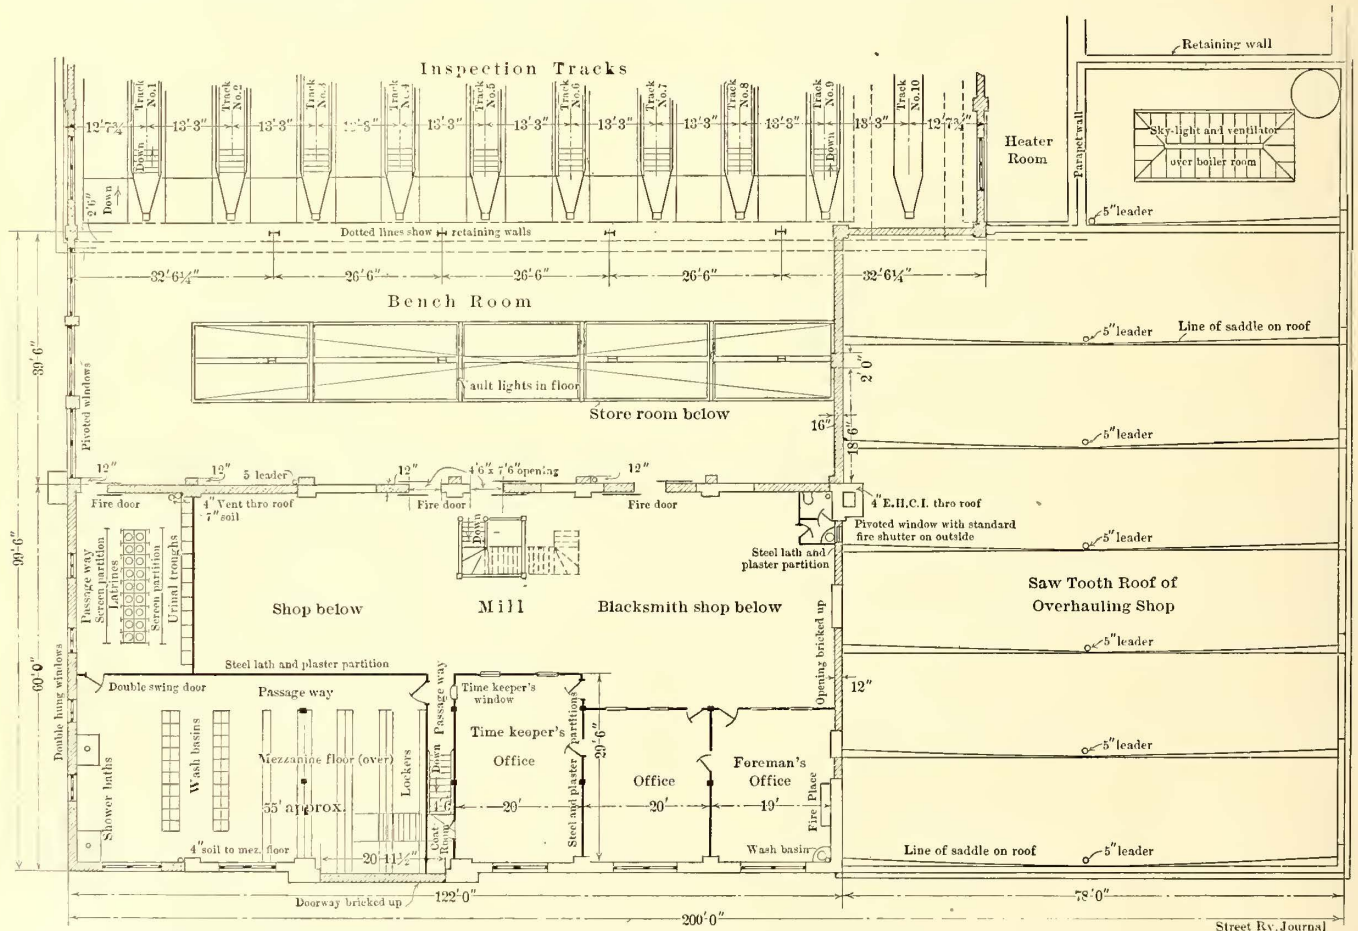 Retaining wall
Inspection Tracks
Track No.1
Track No.2
Track No.3
Track No.4
Track No.5
Track No.6
Track No.7
Track No.8
Track No.9
Track No.10
12'7¾"
13'-3"
13'-3"
13'-3"
13'-3"
13'-3"
13'-3"
13'-3"
13'-3"
12'7¾"
Down
Down
Heater
Room
Parapet wall
Sky-light and ventilator
over boiler room
2'6"
Down
5" leader
Dotted lines show retaining walls
32'6¼"
26'6"
26'6"
26'6"
32'6¼"
Bench Room
5" leader
Line of saddle on roof
39'-6"
Pivoted windows
Vault lights in floor
2'0"
Store room below
16"
18'6"
5" leader
12"
12"
5 leader
12"
4'6" x 7'6" opening
12"
Fire door
4" Vent thro roof
7" soil
Fire door
Fire door
4" E.H.C.I. thro roof
Pivoted window with standard
fire shutter on outside
Down
Steel lath and
plaster partition
5" leader
99'-6"
Passage way
Screen partition
Latrines
Screen partition
Urinal troughs
Shop below
Mill
Blacksmith shop below
Saw Tooth Roof of
Overhauling Shop
Opening bricked up
5" leader
60'-0"
Double hung windows
Steel lath and plaster partition
Double swing door
Passage way
Passage way
Time keeper's
window
12"
Time keeper's
Office
Steel and plaster partitions
29'-6"
Wash basins
Mezzanine floor (over)
Lockers
Down
Office
Foreman's
Office
5" leader
Shower baths
55' approx.
4'6"
20'
20'
19'
Fire Place
Coat Room
4" soil to mez. floor
20'11½"
Wash basin
Line of saddle on roof
5" leader
Doorway bricked up
122'0"
78'0"
200'0"
Street Ry. Journal